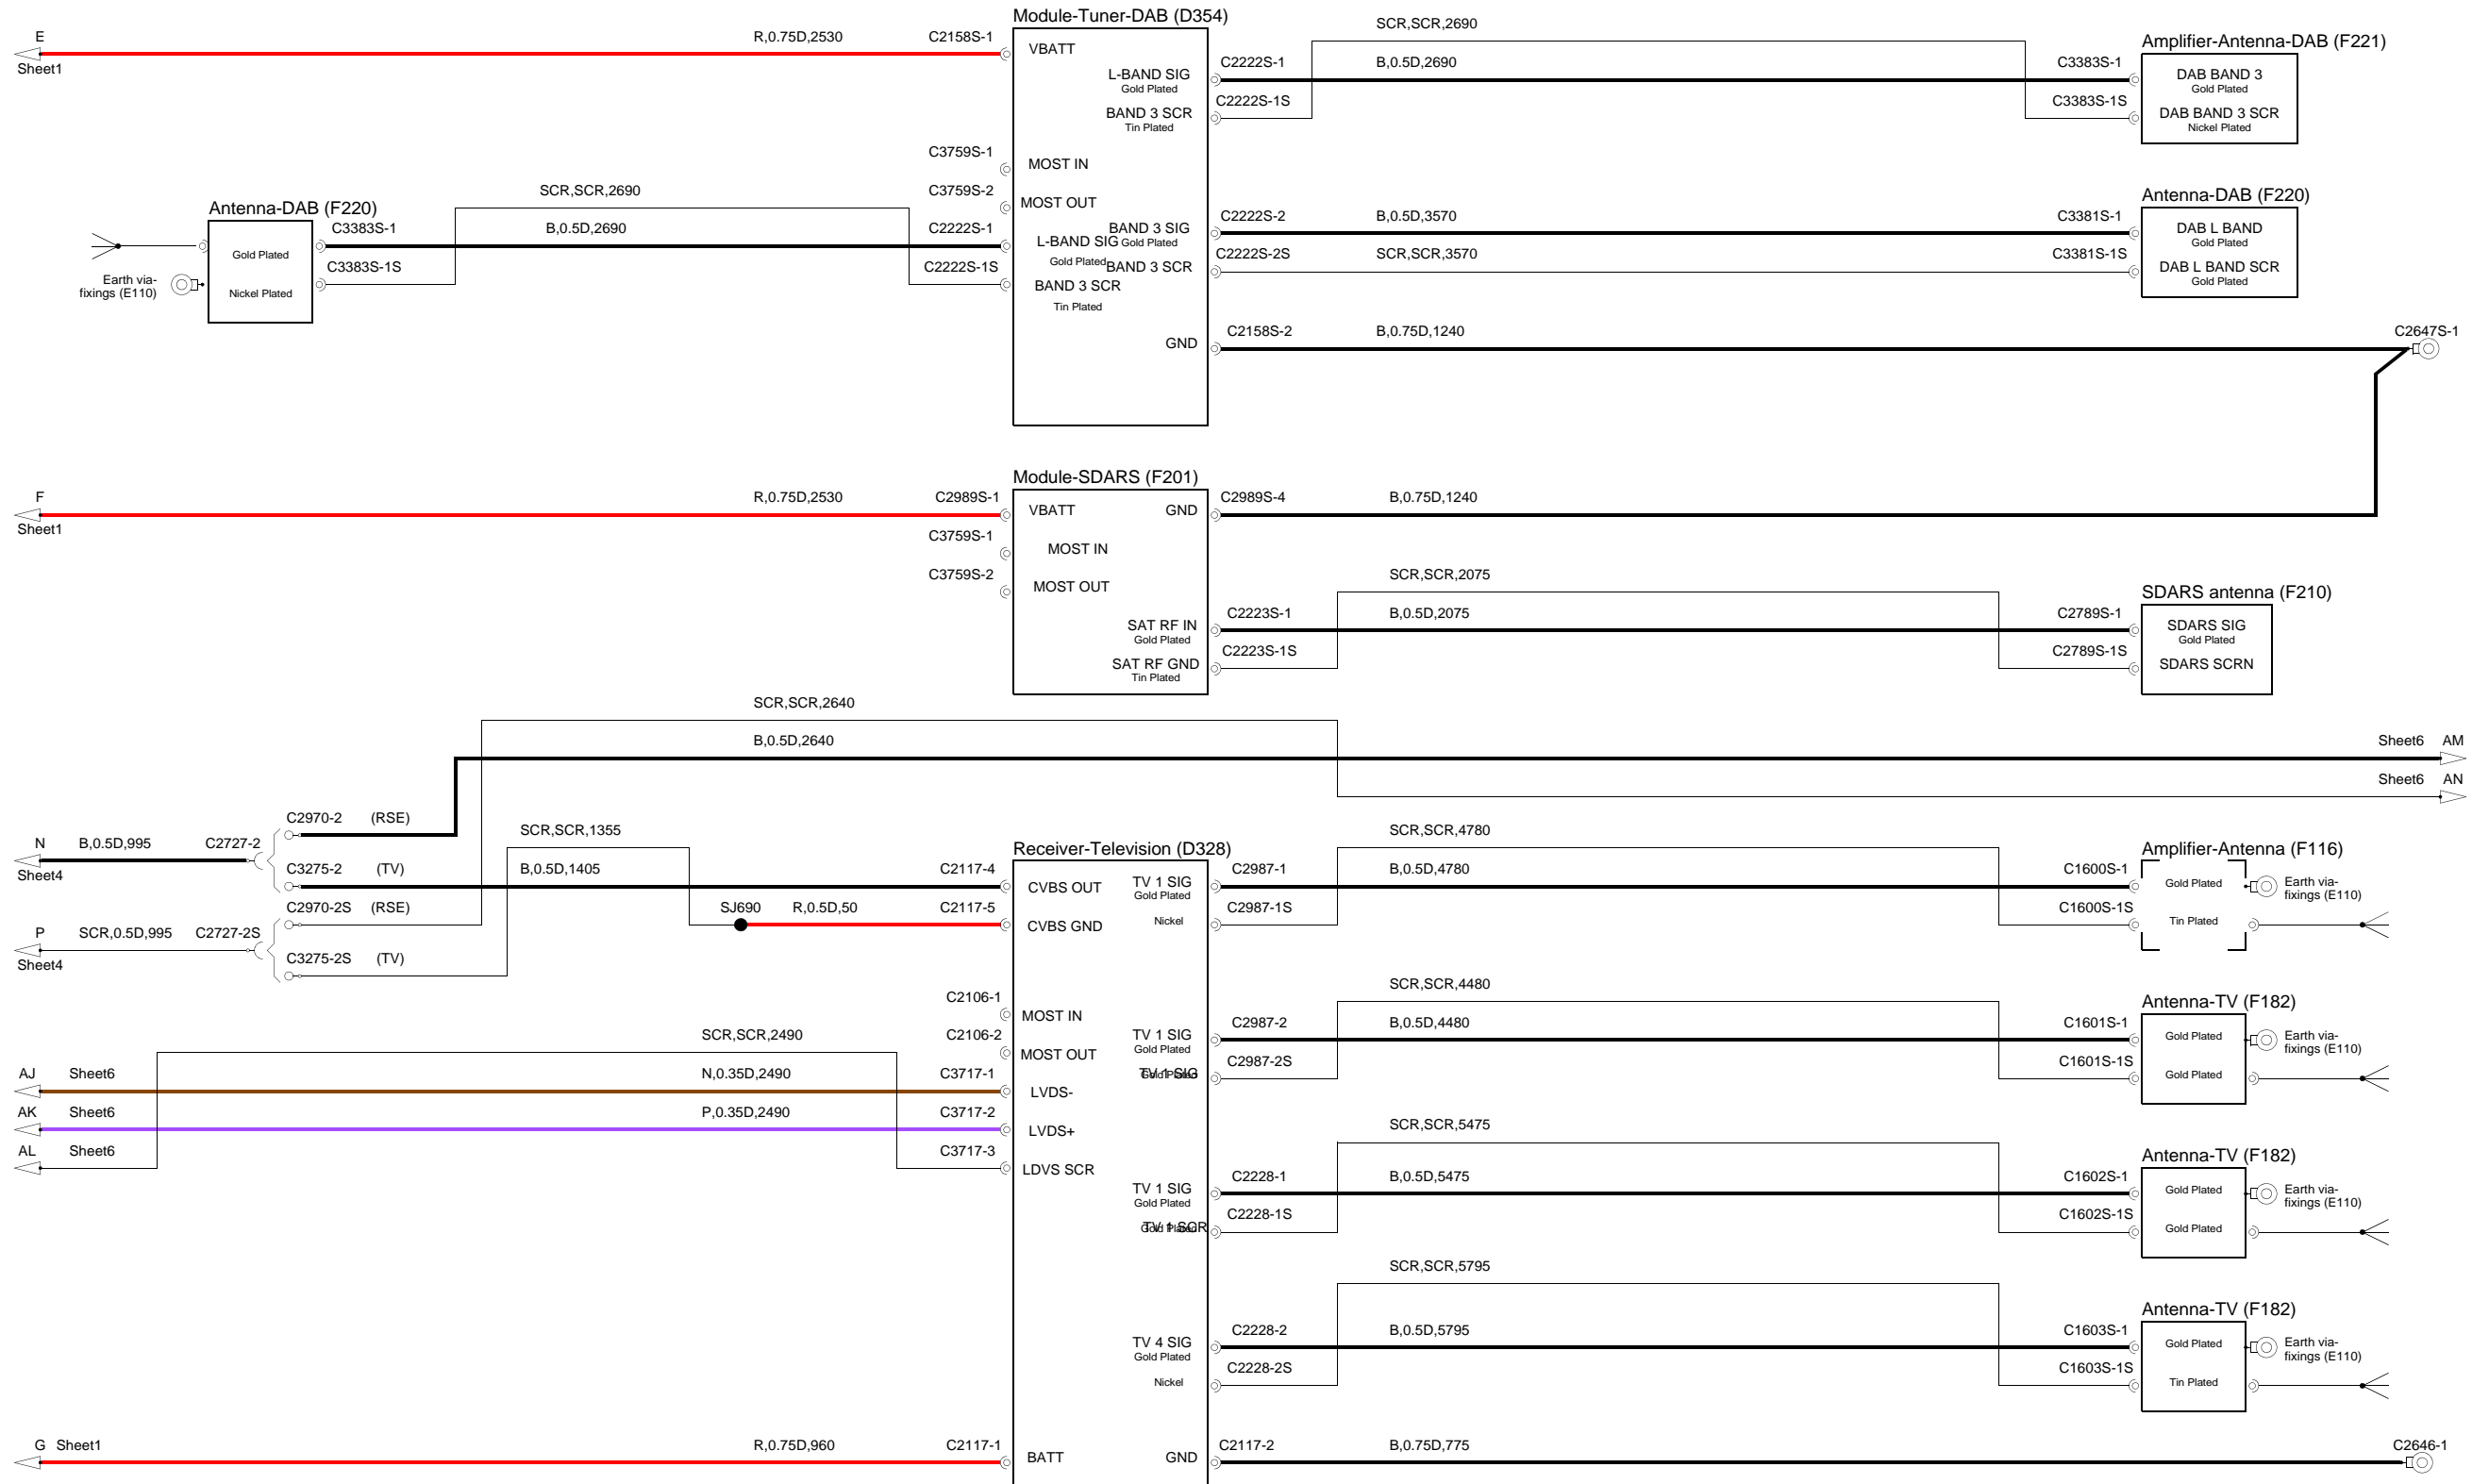 Module-Tuner-DAB (D354)
E
Sheet1
R,0.75D,2530
C2158S-1
VBATT
SCR,SCR,2690
Amplifier-Antenna-DAB (F221)
L-BAND SIG
Gold Plated
C2222S-1
B,0.5D,2690
C3383S-1
DAB BAND 3
Gold Plated
BAND 3 SCR
Tin Plated
C2222S-1S
C3383S-1S
DAB BAND 3 SCR
Nickel Plated
C3759S-1
MOST IN
C3759S-2
MOST OUT
Antenna-DAB (F220)
SCR,SCR,2690
Gold Plated
C3383S-1
B,0.5D,2690
C2222S-1
L-BAND SIG
Gold Plated
Earth via-
fixings (E110)
Nickel Plated
C3383S-1S
C2222S-1S
BAND 3 SCR
Tin Plated
BAND 3 SIG
Gold Plated
C2222S-2
B,0.5D,3570
C3381S-1
Antenna-DAB (F220)
DAB L BAND
Gold Plated
BAND 3 SCR
C2222S-2S
SCR,SCR,3570
C3381S-1S
DAB L BAND SCR
Gold Plated
GND
C2158S-2
B,0.75D,1240
C2647S-1
Module-SDARS (F201)
F
Sheet1
R,0.75D,2530
C2989S-1
VBATT
GND
C2989S-4
B,0.75D,1240
C3759S-1
MOST IN
C3759S-2
MOST OUT
SCR,SCR,2075
SDARS antenna (F210)
SAT RF IN
Gold Plated
C2223S-1
B,0.5D,2075
C2789S-1
SDARS SIG
Gold Plated
SAT RF GND
Tin Plated
C2223S-1S
C2789S-1S
SDARS SCRN
SCR,SCR,2640
B,0.5D,2640
Sheet6 AM
Sheet6 AN
N
Sheet4
B,0.5D,995
C2727-2
C2970-2 (RSE)
C3275-2 (TV)
P
Sheet4
SCR,0.5D,995
C2727-2S
C2970-2S (RSE)
C3275-2S (TV)
SCR,SCR,1355
B,0.5D,1405
SJ690
R,0.5D,50
Receiver-Television (D328)
C2117-4
CVBS OUT
C2117-5
CVBS GND
SCR,SCR,4780
Amplifier-Antenna (F116)
TV 1 SIG
Gold Plated
C2987-1
B,0.5D,4780
C1600S-1
Gold Plated
Earth via-
fixings (E110)
Nickel
C2987-1S
C1600S-1S
Tin Plated
C2106-1
MOST IN
C2106-2
MOST OUT
SCR,SCR,4480
Antenna-TV (F182)
TV 1 SIG
Gold Plated
C2987-2
B,0.5D,4480
C1601S-1
Gold Plated
Earth via-
fixings (E110)
TV 1 SIG
Gold Plated
C2987-2S
C1601S-1S
Gold Plated
SCR,SCR,2490
AJ Sheet6
N,0.35D,2490
C3717-1
LVDS-
AK Sheet6
P,0.35D,2490
C3717-2
LVDS+
AL Sheet6
C3717-3
LDVS SCR
SCR,SCR,5475
Antenna-TV (F182)
TV 1 SIG
Gold Plated
C2228-1
B,0.5D,5475
C1602S-1
Gold Plated
Earth via-
fixings (E110)
TV 1 SCR
Gold Plated
C2228-1S
C1602S-1S
Gold Plated
SCR,SCR,5795
Antenna-TV (F182)
TV 4 SIG
Gold Plated
C2228-2
B,0.5D,5795
C1603S-1
Gold Plated
Earth via-
fixings (E110)
Nickel
C2228-2S
C1603S-1S
Tin Plated
G Sheet1
R,0.75D,960
C2117-1
BATT
GND
C2117-2
B,0.75D,775
C2646-1